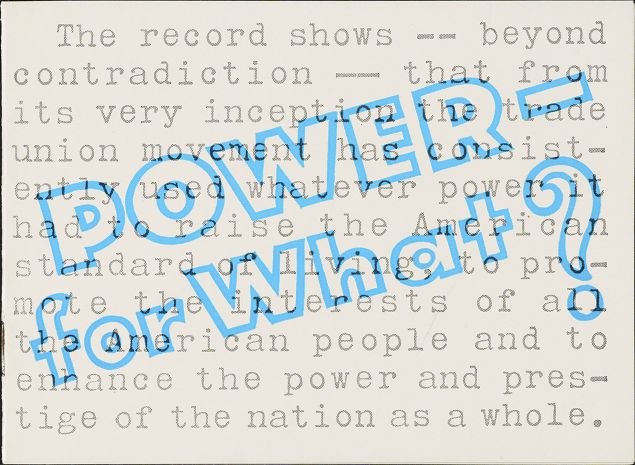 The record shows -- beyond
contradiction -- that from
its very inception the trade
union movement has consist-
ently used whatever power it
had to raise the American
standard of living, to pro-
mote the interests of all
the American people and to
enhance the power and pres-
tige of the nation as a whole.
POWER-
for What?